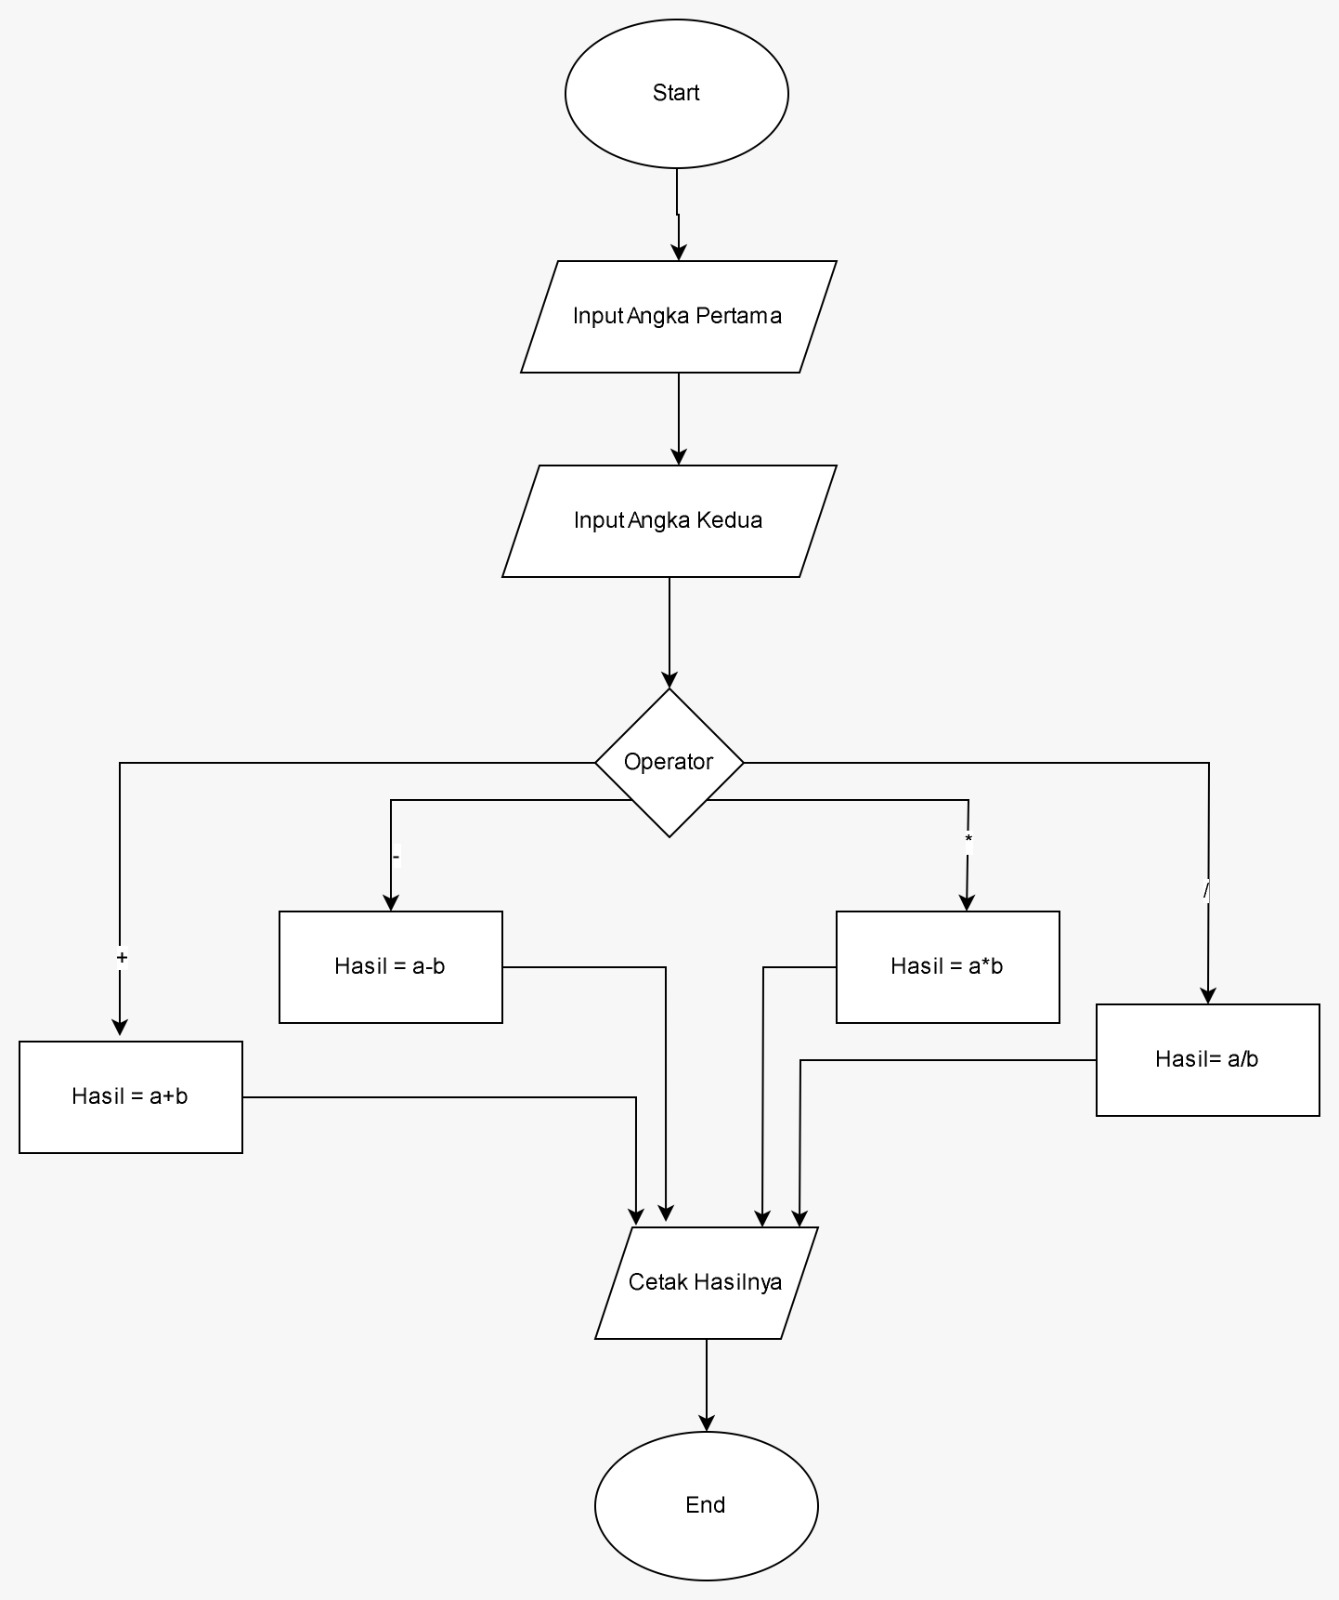 Start
Input Angka Pertama
Input Angka Kedua
Operator
-
*
/
+
Hasil = a-b
Hasil = a*b
Hasil= a/b
Hasil = a+b
Cetak Hasilnya
End